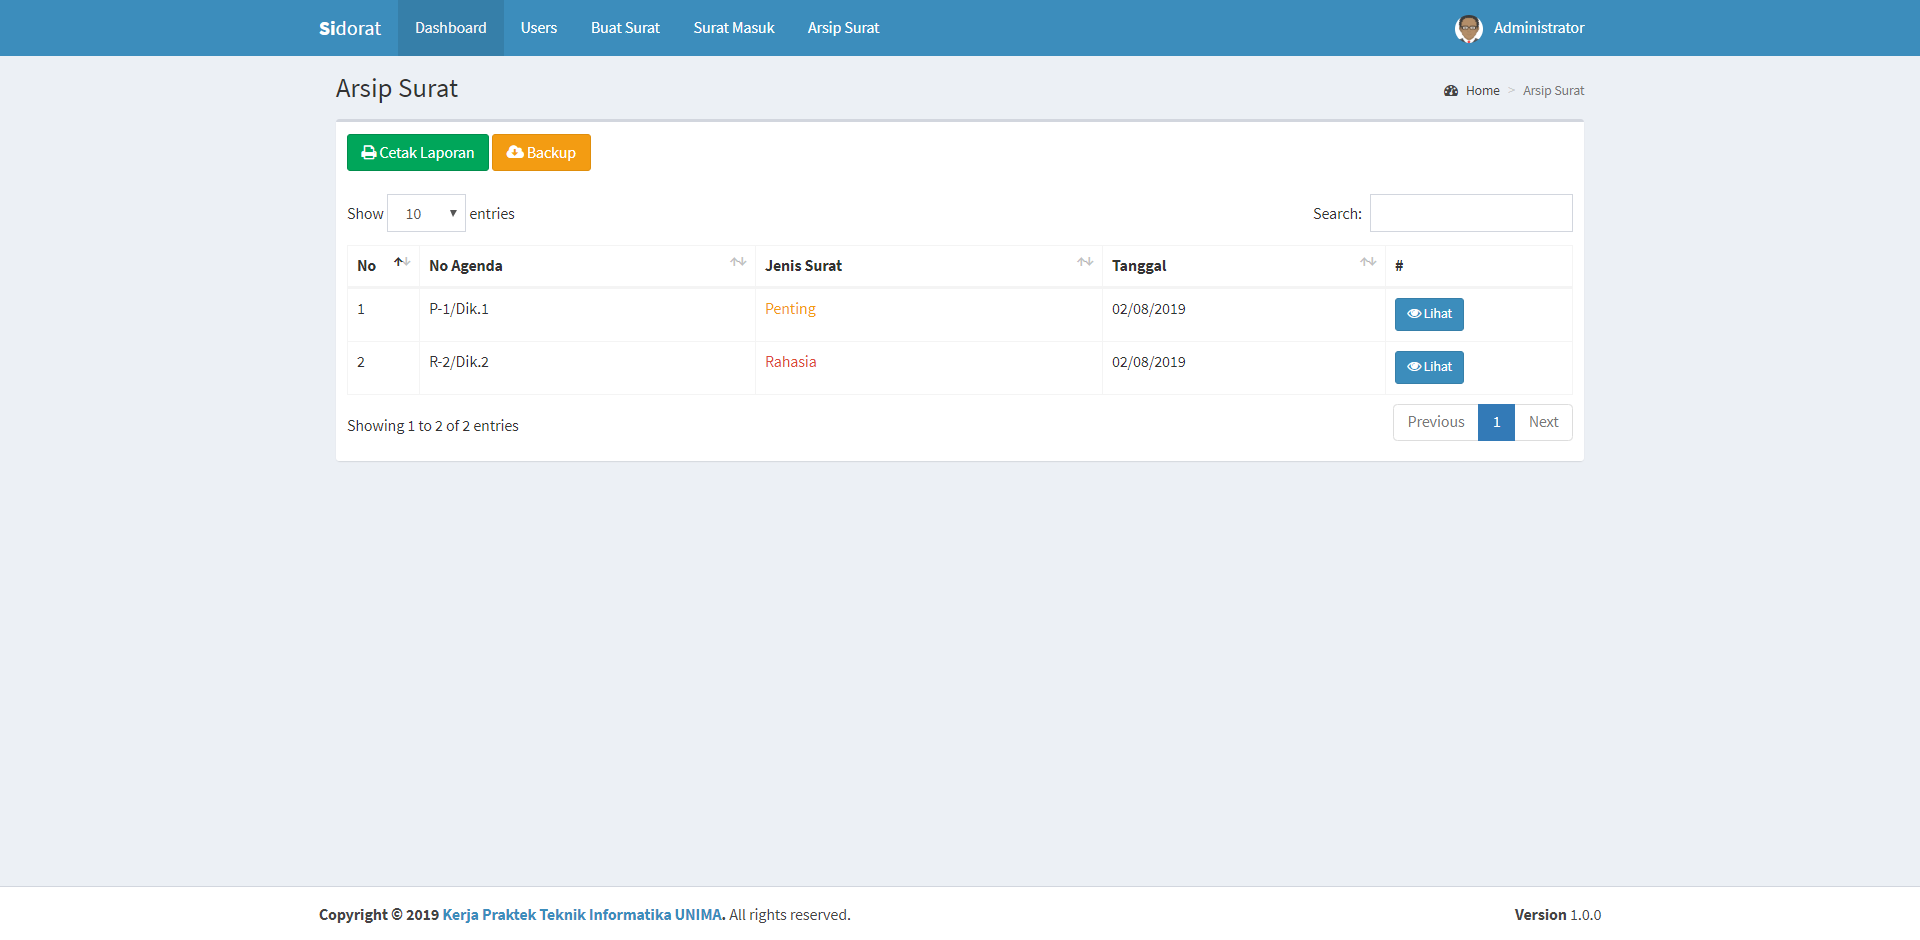 Sidorat Dashboard Users Buat Surat Surat Masuk Arsip Surat Administrator
Arsip Surat
Home > Arsip Surat
Cetak Laporan Backup
Show 10 entries Search:
No No Agenda Jenis Surat Tanggal #
1 P-1/Dik.1 Penting 02/08/2019 Lihat
2 R-2/Dik.2 Rahasia 02/08/2019 Lihat
Showing 1 to 2 of 2 entries Previous 1 Next
Copyright © 2019 Kerja Praktek Teknik Informatika UNIMA. All rights reserved. Version 1.0.0